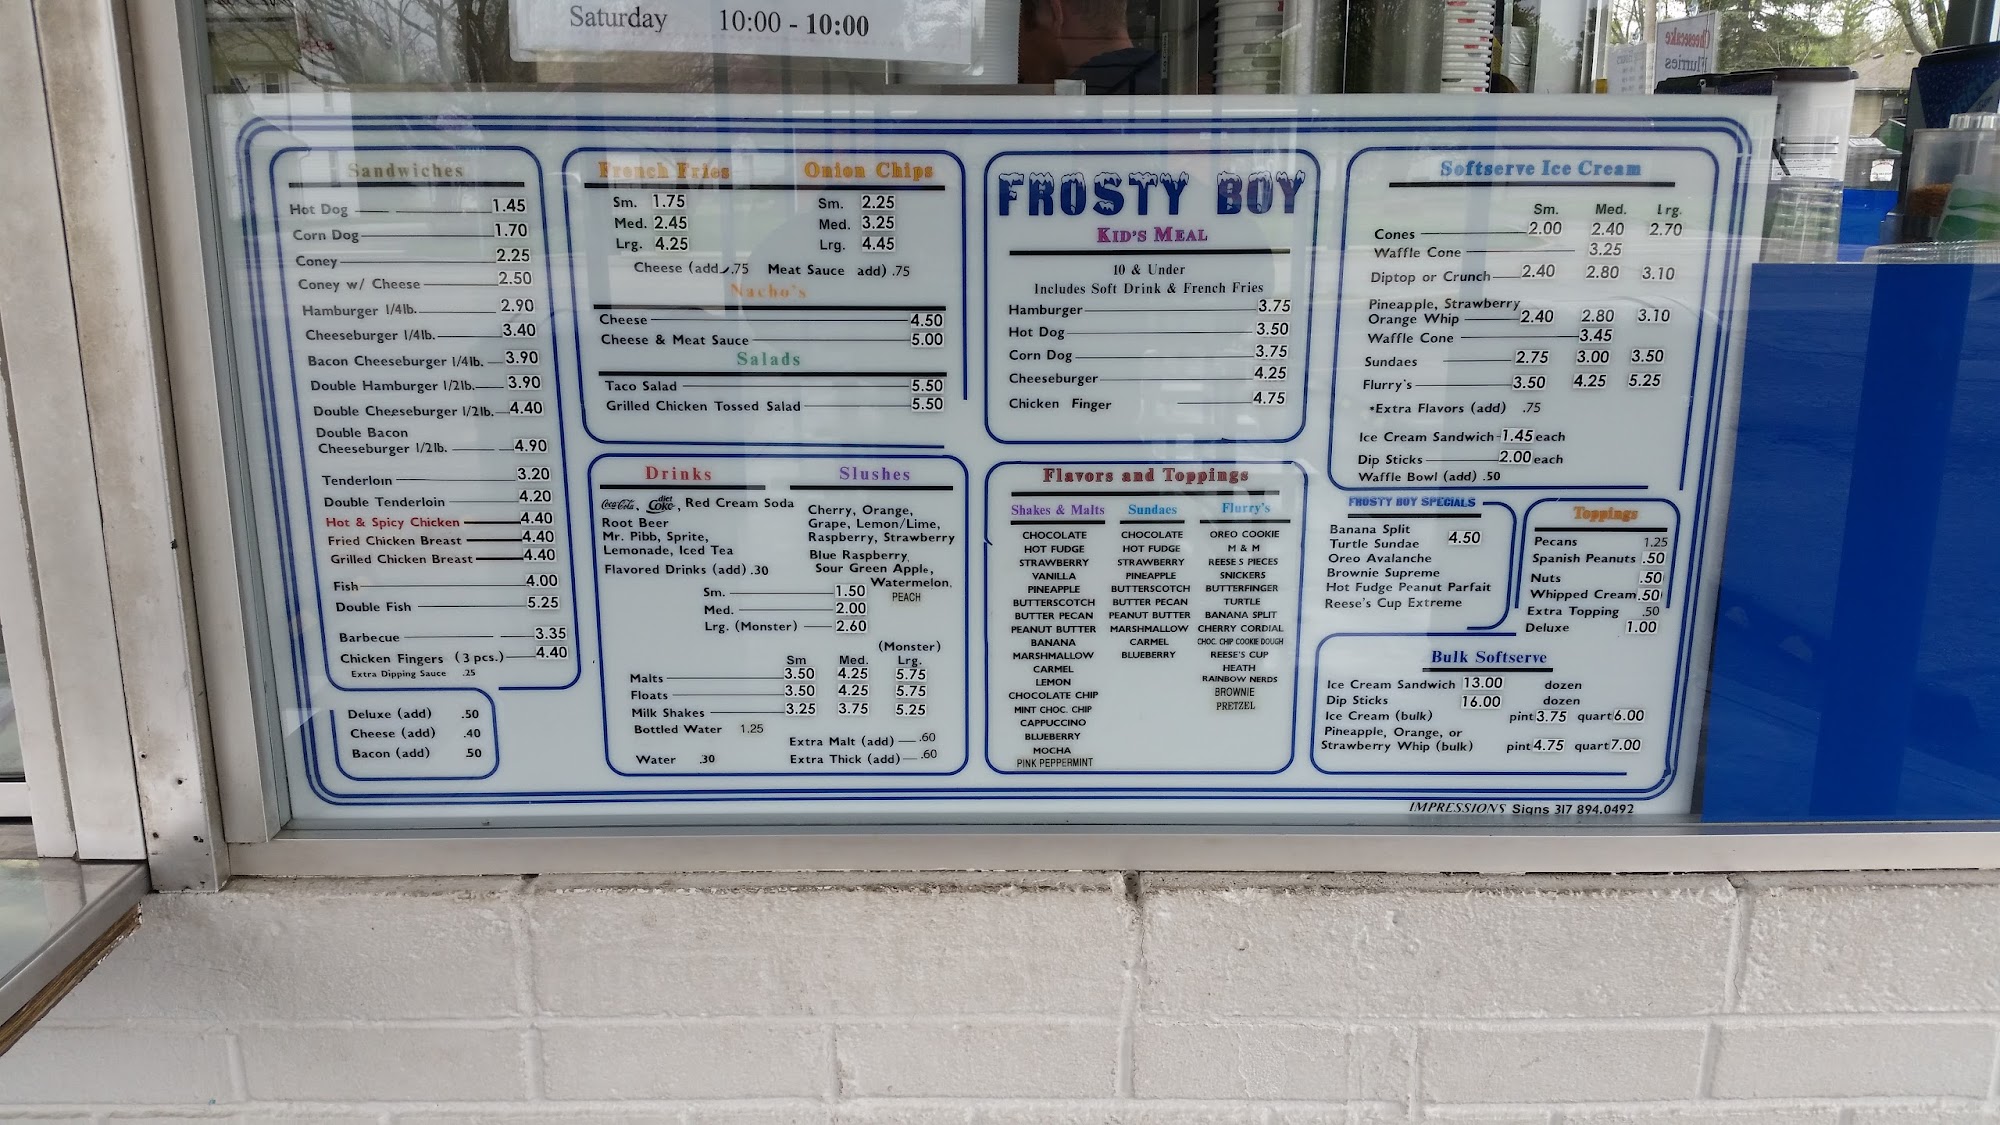 Saturday 10:00 - 10:00
Cheesecake
Flurries
Sandwiches
Hot Dog 1.45
Corn Dog 1.70
Coney 2.25
Coney w/ Cheese 2.50
Hamburger 1/4lb. 2.90
Cheeseburger 1/4lb. 3.40
Bacon Cheeseburger 1/4lb. 3.90
Double Hamburger 1/2lb. 3.90
Double Cheeseburger 1/2lb. 4.40
Double Bacon
Cheeseburger 1/2lb. 4.90
Tenderloin 3.20
Double Tenderloin 4.20
Hot & Spicy Chicken 4.40
Fried Chicken Breast 4.40
Grilled Chicken Breast 4.40
Fish 4.00
Double Fish 5.25
Barbecue 3.35
Chicken Fingers (3 pcs.) 4.40
Extra Dipping Sauce .25
Deluxe (add) .50
Cheese (add) .40
Bacon (add) 50
French Fries
Sm. 1.75
Med. 2.45
Lrg. 4.25
Onion Chips
Sm. 2.25
Med. 3.25
Lrg. 4.45
Cheese (add .75 Meat Sauce add) .75
Nacho's
Cheese 4.50
Cheese & Meat Sauce 5.00
Salads
Taco Salad 5.50
Grilled Chicken Tossed Salad 5.50
Drinks
Coca-Cola, diet Coke, Red Cream Soda
Root Beer
Mr. Pibb, Sprite,
Lemonade, Iced Tea
Flavored Drinks (add) .30
Slushes
Cherry, Orange,
Grape, Lemon/Lime,
Raspberry, Strawberry
Blue Raspberry
Sour Green Apple,
Watermelon.
PEACH
Sm. 1.50
Med. 2.00
Lrg. (Monster) 2.60
(Monster)
Sm Med. Lrg.
Malts 3.50 4.25 5.75
Floats 3.50 4.25 5.75
Milk Shakes 3.25 3.75 5.25
Bottled Water 1.25
Extra Malt (add) .60
Water .30
Extra Thick (add) .60
FROSTY BOY
KID'S MEAL
10 & Under
Includes Soft Drink & French Fries
Hamburger 3.75
Hot Dog 3.50
Corn Dog 3.75
Cheeseburger 4.25
Chicken Finger 4.75
Flavors and Toppings
Shakes & Malts
CHOCOLATE
HOT FUDGE
STRAWBERRY
VANILLA
PINEAPPLE
BUTTERSCOTCH
BUTTER PECAN
PEANUT BUTTER
BANANA
MARSHMALLOW
CARMEL
LEMON
CHOCOLATE CHIP
MINT CHOC. CHIP
CAPPUCCINO
BLUEBERRY
MOCHA
PINK PEPPERMINT
Sundaes
CHOCOLATE
HOT FUDGE
STRAWBERRY
PINEAPPLE
BUTTERSCOTCH
BUTTER PECAN
PEANUT BUTTER
MARSHMALLOW
CARMEL
BLUEBERRY
Flurry's
OREO COOKIE
M & M
REESE S PIECES
SNICKERS
BUTTERFINGER
TURTLE
BANANA SPLIT
CHERRY CORDIAL
CHOC. CHIP COOKIE DOUGH
REESE'S CUP
HEATH
RAINBOW NERDS
BROWNIE
PRETZEL
Softserve Ice Cream
Sm. Med. Lrg.
Cones 2.00 2.40 2.70
Waffle Cone 3.25
Diptop or Crunch 2.40 2.80 3.10
Pineapple, Strawberry
Orange Whip 2.40 2.80 3.10
Waffle Cone 3.45
Sundaes 2.75 3.00 3.50
Flurry's 3.50 4.25 5.25
•Extra Flavors (add) .75
Ice Cream Sandwich 1.45 each
Dip Sticks 2.00 each
Waffle Bowl (add) .50
FROSTY BOY SPECIALS
Banana Split
Turtle Sundae 4.50
Oreo Avalanche
Brownie Supreme
Hot Fudge Peanut Parfait
Reese's Cup Extreme
Toppings
Pecans 1.25
Spanish Peanuts .50
Nuts .50
Whipped Cream .50
Extra Topping .50
Deluxe 1.00
Bulk Softserve
Ice Cream Sandwich 13.00 dozen
Dip Sticks 16.00 dozen
Ice Cream (bulk) pint 3.75 quart 6.00
Pineapple, Orange, or
Strawberry Whip (bulk) pint 4.75 quart 7.00
IMPRESSIONS Signs 317 894.0492